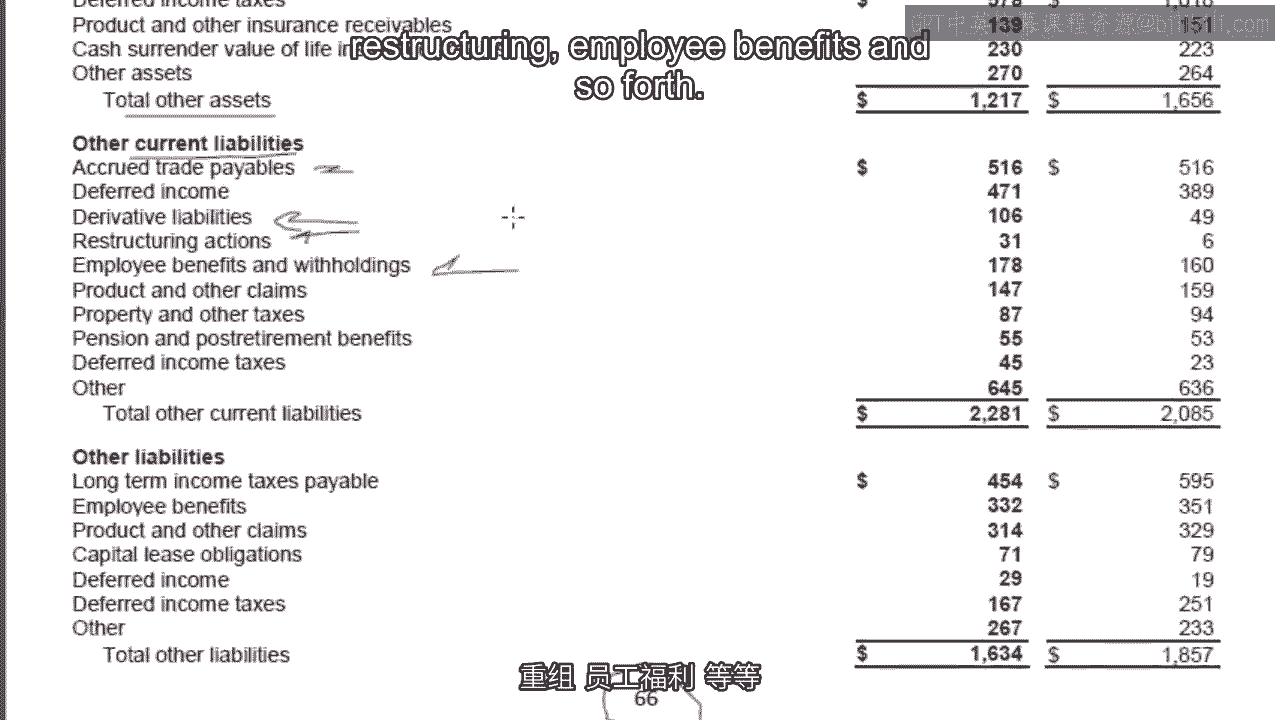 Deferred income taxes $ 578 $ 1,018
Product and other insurance receivables 139 151
Cash surrender value of life 230 223
restructuring, employee benefits and
so forth.
Other assets 270 264
Total other assets $ 1,217 $ 1,656
Other current liabilities
Accrued trade payables $ 516 $ 516
Deferred income 471 389
Derivative liabilities 106 49
Restructuring actions 31 6
Employee benefits and withholdings 178 160
Product and other claims 147 159
Property and other taxes 87 94
Pension and postretirement benefits 55 53
Deferred income taxes 45 23
Other 645 636
Total other current liabilities $ 2,281 $ 2,085
Other liabilities
Long term income taxes payable $ 454 $ 595
Employee benefits 332 351
Product and other claims 314 329
Capital lease obligations 71 79
Deferred income 29 19
Deferred income taxes 167 251
Other 267 233
Total other liabilities $ 1,634 $ 1,857
重组 员工福利 等等
66